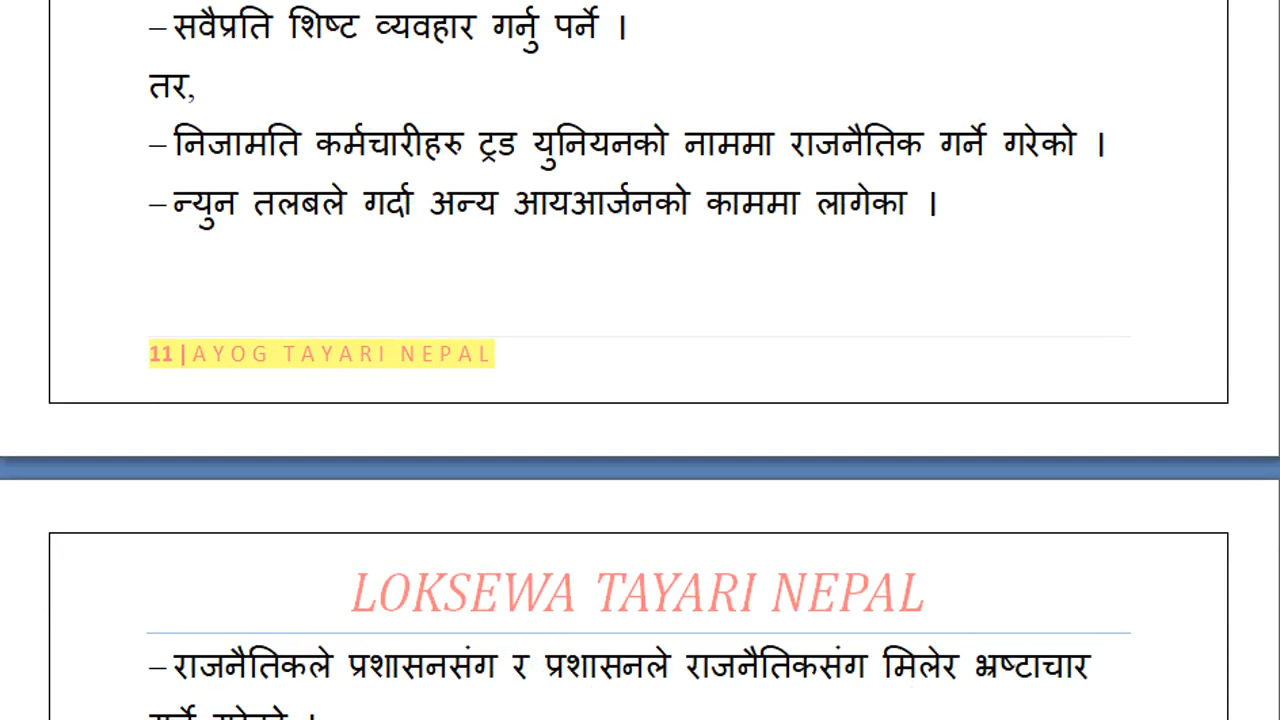 –सवैप्रति शिष्ट व्यवहार गर्नु पर्ने ।
तर,
–निजामति कर्मचारीहरु ट्रड युनियनको नाममा राजनैतिक गर्ने गरेको ।
–न्युन तलबले गर्दा अन्य आयआर्जनको काममा लागेका ।
11 | AYOG TAYARI NEPAL
LOKSEWA TAYARI NEPAL
–राजनैतिकले प्रशासनसंग र प्रशासनले राजनैतिकसंग मिलेर भ्रष्टाचार
गर्ने गरेको ।